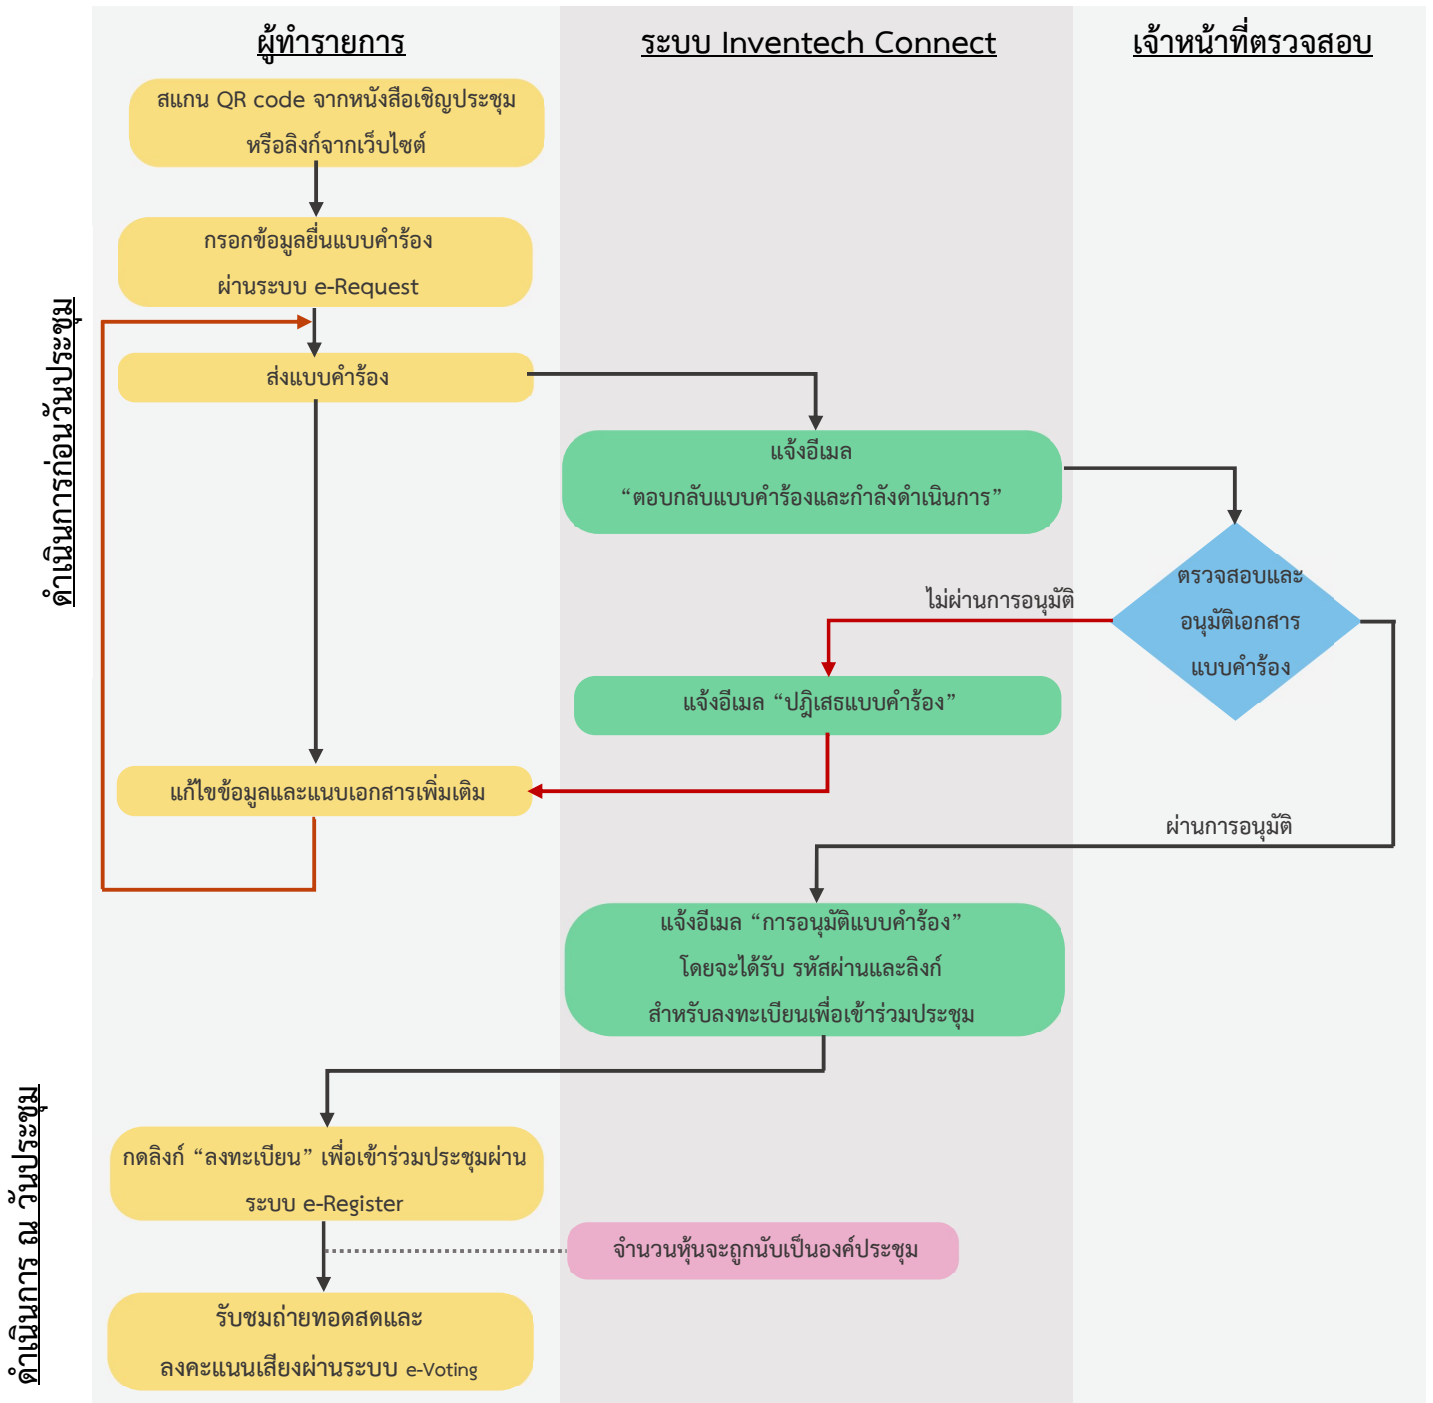 ผู้ทำรายการ
ระบบ Inventech Connect
เจ้าหน้าที่ตรวจสอบ
ดำเนินการก่อนวันประชุม
สแกน QR code จากหนังสือเชิญประชุม
หรือลิงก์จากเว็บไซต์
กรอกข้อมูลยื่นแบบคำร้อง
ผ่านระบบ e-Request
ส่งแบบคำร้อง
แจ้งอีเมล
“ตอบกลับแบบคำร้องและกำลังดำเนินการ”
ตรวจสอบและ
อนุมัติเอกสาร
แบบคำร้อง
ไม่ผ่านการอนุมัติ
แจ้งอีเมล “ปฎิเสธแบบคำร้อง”
แก้ไขข้อมูลและแนบเอกสารเพิ่มเติม
ผ่านการอนุมัติ
แจ้งอีเมล “การอนุมัติแบบคำร้อง”
โดยจะได้รับ รหัสผ่านและลิงก์
สำหรับลงทะเบียนเพื่อเข้าร่วมประชุม
ดำเนินการ ณ วันประชุม
กดลิงก์ “ลงทะเบียน” เพื่อเข้าร่วมประชุมผ่าน
ระบบ e-Register
จำนวนหุ้นจะถูกนับเป็นองค์ประชุม
รับชมถ่ายทอดสดและ
ลงคะแนนเสียงผ่านระบบ e-Voting